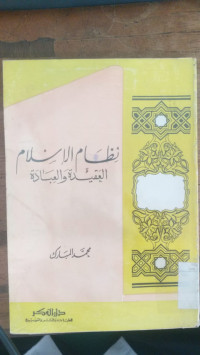 نظام الإسلام
العقيدة والعبادة
محمد المبارك
دار الفكر